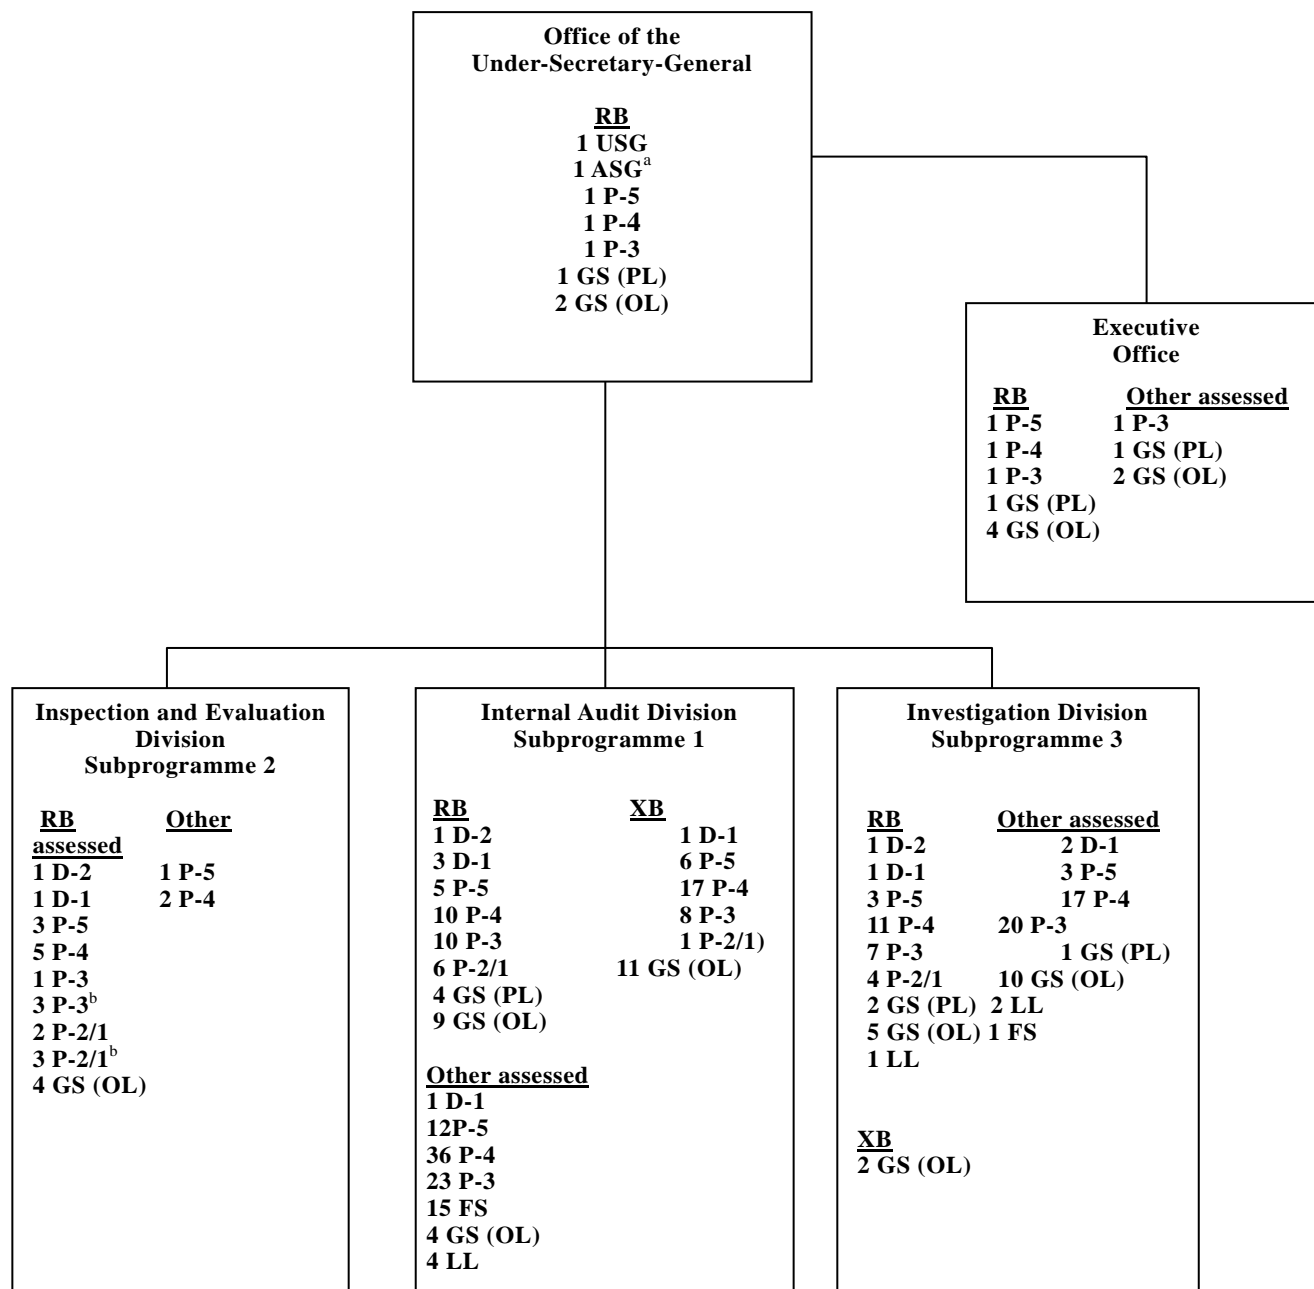 Office of the
Under-Secretary-General
RB
1 USG
1 ASGᵃ
1 P-5
1 P-4
1 P-3
1 GS (PL)
2 GS (OL)
Executive
Office
RB Other assessed
1 P-5 1 P-3
1 P-4 1 GS (PL)
1 P-3 2 GS (OL)
1 GS (PL)
4 GS (OL)
Inspection and Evaluation
Division
Subprogramme 2
RB Other
assessed
1 D-2 1 P-5
1 D-1 2 P-4
3 P-5
5 P-4
1 P-3
3 P-3ᵇ
2 P-2/1
3 P-2/1ᵇ
4 GS (OL)
Internal Audit Division
Subprogramme 1
RB XB
1 D-2 1 D-1
3 D-1 6 P-5
5 P-5 17 P-4
10 P-4 8 P-3
10 P-3 1 P-2/1)
6 P-2/1 11 GS (OL)
4 GS (PL)
9 GS (OL)
Other assessed
1 D-1
12P-5
36 P-4
23 P-3
15 FS
4 GS (OL)
4 LL
Investigation Division
Subprogramme 3
RB Other assessed
1 D-2 2 D-1
1 D-1 3 P-5
3 P-5 17 P-4
11 P-4 20 P-3
7 P-3 1 GS (PL)
4 P-2/1 10 GS (OL)
2 GS (PL) 2 LL
5 GS (OL) 1 FS
1 LL
XB
2 GS (OL)